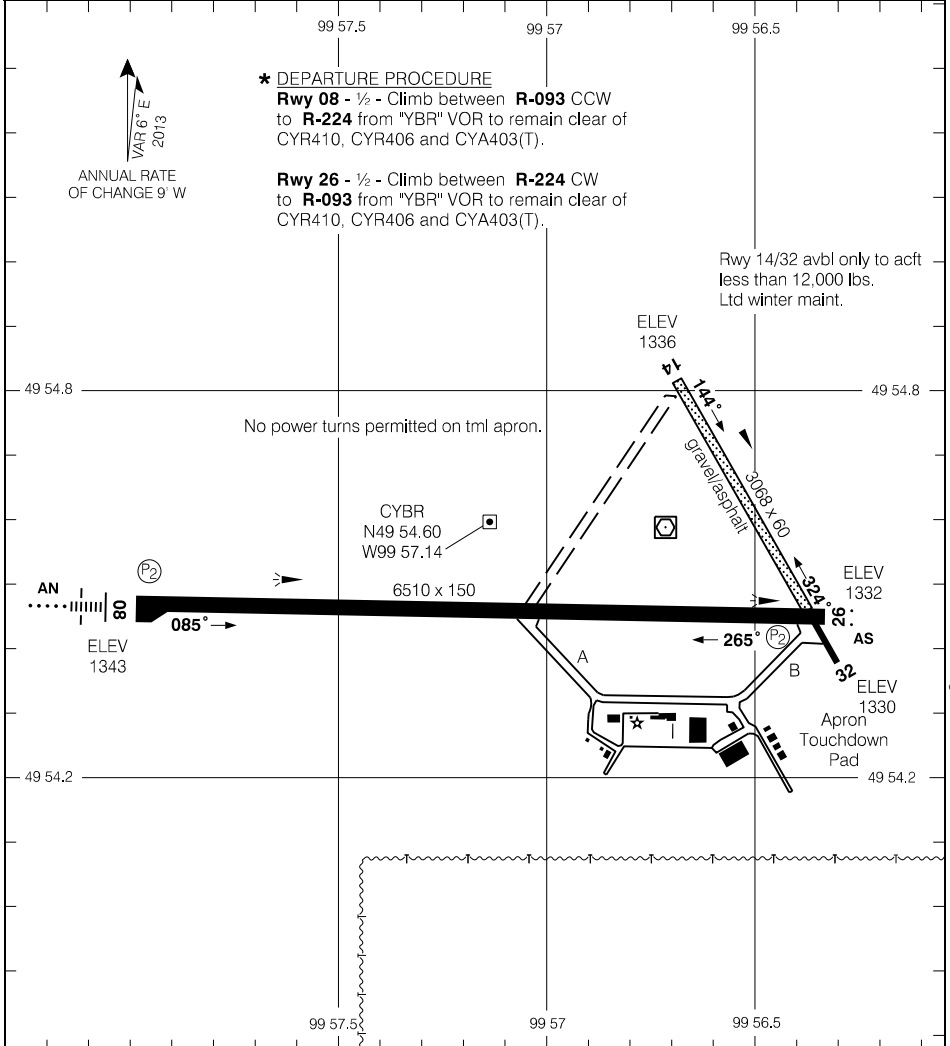 99 57.5
99 57
99 56.5
VAR 6° E
2013
ANNUAL RATE
OF CHANGE 9' W
* DEPARTURE PROCEDURE
Rwy 08 - ½ - Climb between R-093 CCW
to R-224 from "YBR" VOR to remain clear of
CYR410, CYR406 and CYA403(T).
Rwy 26 - ½ - Climb between R-224 CW
to R-093 from "YBR" VOR to remain clear of
CYR410, CYR406 and CYA403(T).
Rwy 14/32 avbl only to acft
less than 12,000 lbs.
Ltd winter maint.
ELEV
1336
14
144°
49 54.8
49 54.8
No power turns permitted on tml apron.
gravel/asphalt
3068 x 60
CYBR
N49 54.60
W99 57.14
P2
AN
08
6510 x 150
324°
ELEV
1332
26
085°
265°
P2
AS
ELEV
1343
A
B
32
ELEV
1330
Apron
Touchdown
Pad
49 54.2
49 54.2
99 57.5
99 57
99 56.5